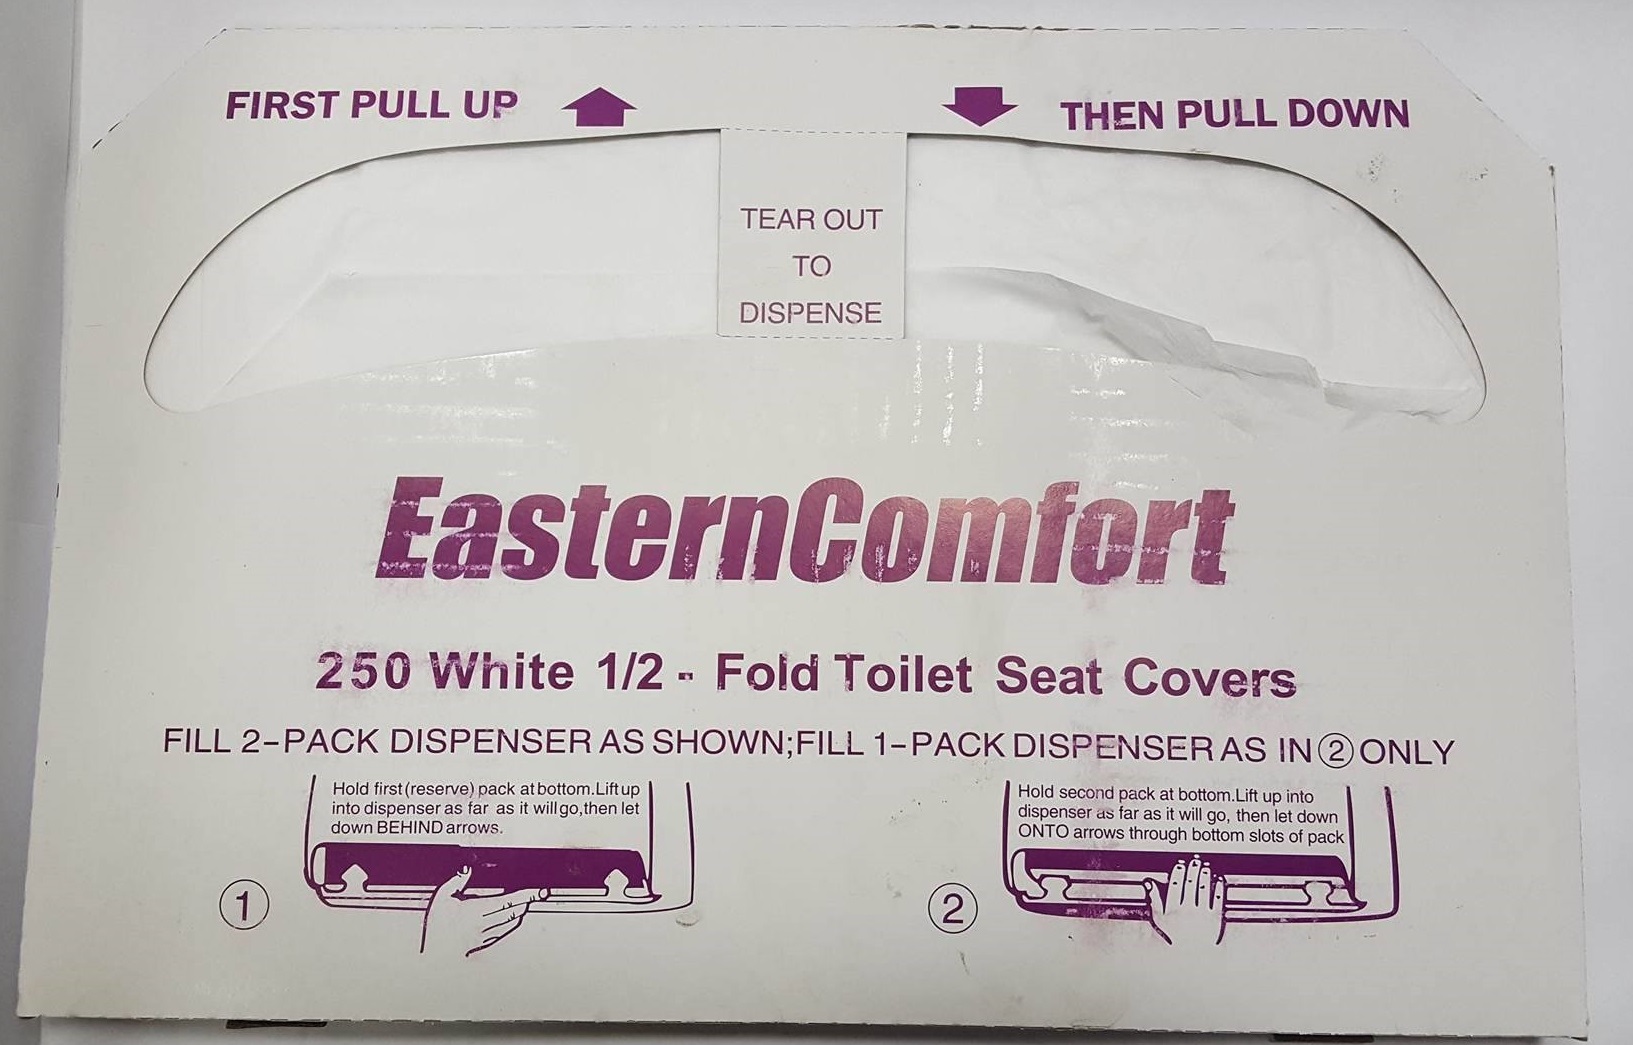 FIRST PULL UP
THEN PULL DOWN
TEAR OUT
TO
DISPENSE
EasternComfort
250 White 1/2 - Fold Toilet Seat Covers
FILL 2-PACK DISPENSER AS SHOWN;FILL 1-PACK DISPENSER AS IN ② ONLY
Hold first (reserve) pack at bottom.Lift up
into dispenser as far as it will go,then let
down BEHIND arrows.
①
Hold second pack at bottom.Lift up into
dispenser as far as it will go, then let down
ONTO arrows through bottom slots of pack
②